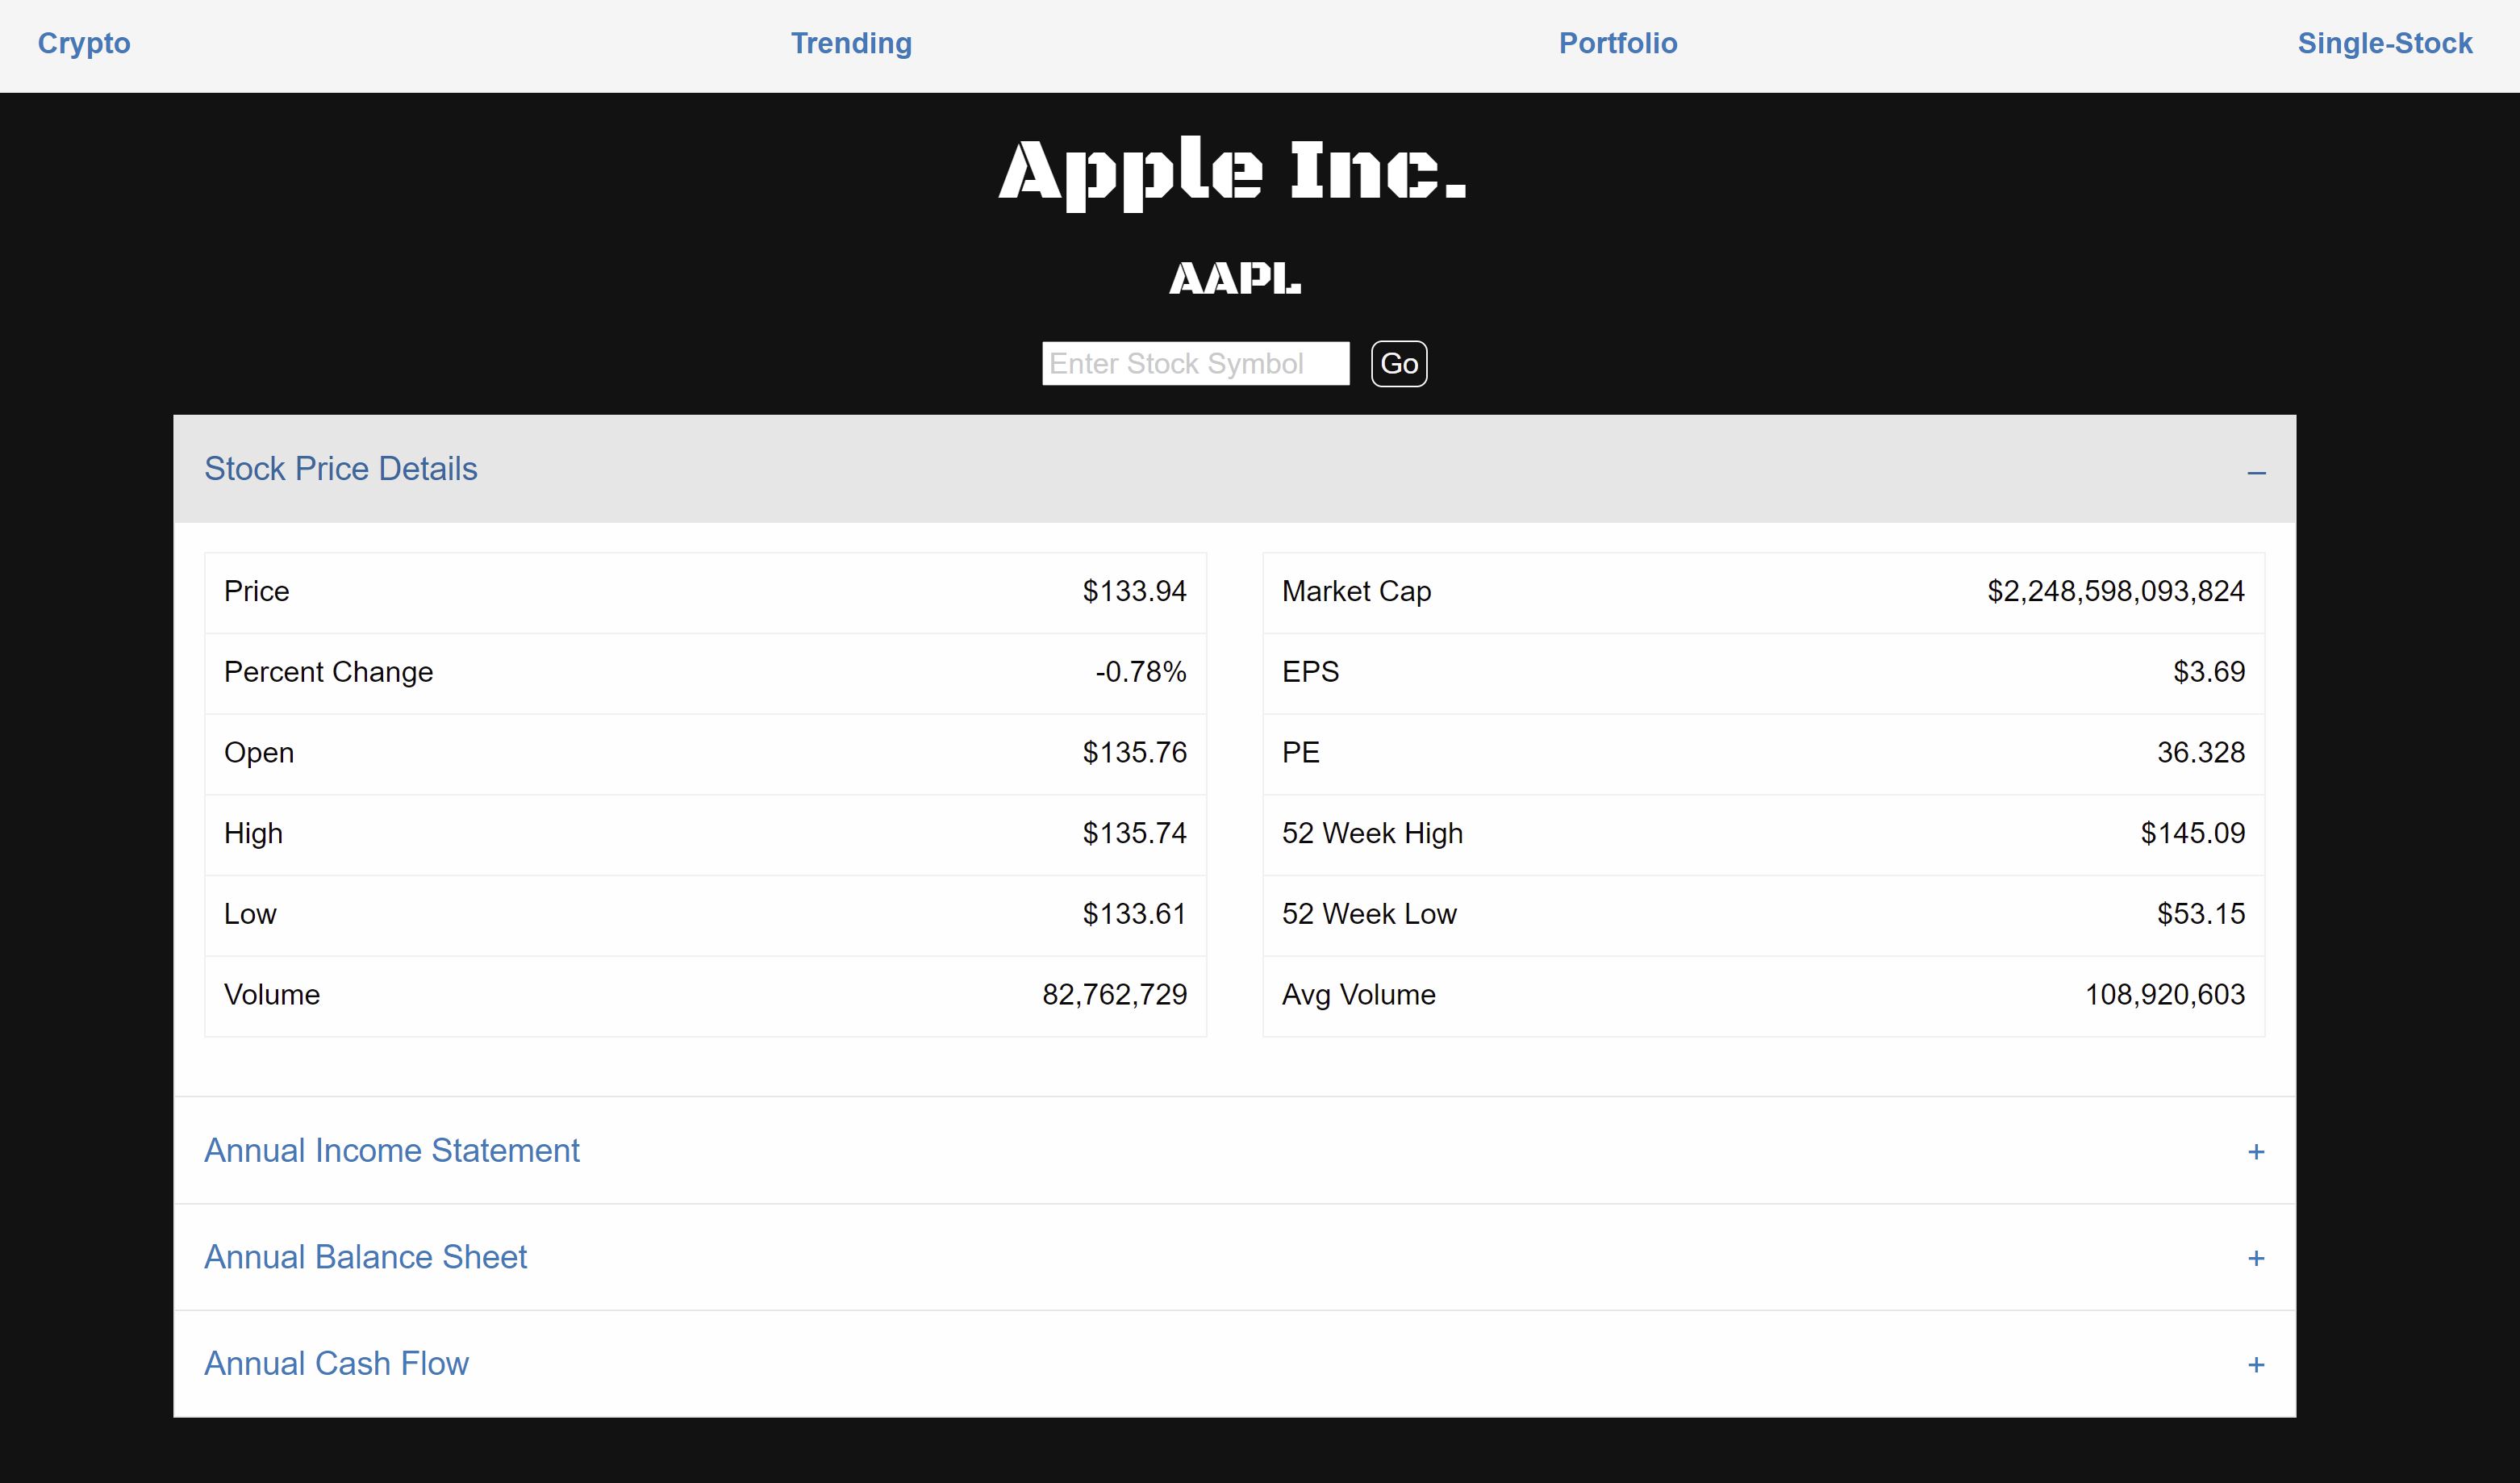 Crypto Trending Portfolio Single-Stock
Apple Inc.
AAPL
Enter Stock Symbol Go
Stock Price Details –
Price $133.94
Percent Change -0.78%
Open $135.76
High $135.74
Low $133.61
Volume 82,762,729
Market Cap $2,248,598,093,824
EPS $3.69
PE 36.328
52 Week High $145.09
52 Week Low $53.15
Avg Volume 108,920,603
Annual Income Statement +
Annual Balance Sheet +
Annual Cash Flow +